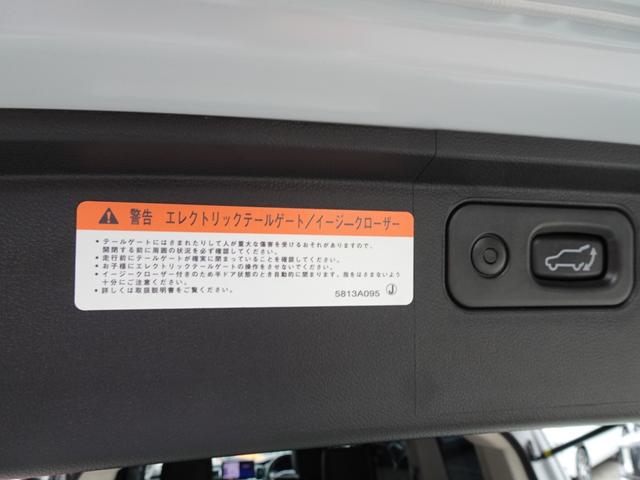 警告 エレクトリックテールゲート/イージークローザー
• テールゲートにはさまれたりして人が重大な傷害を受けるおそれがありますので、
開閉する前に周囲の状況を必ず確認してください。
• 走行前にテールゲートが確実に閉まっていることを確認してください。
• お子様にエレクトリックテールゲートの操作をさせないでください。
• イージークローザー付きのため半ドア状態のとき自動的に閉まります。指をはさまないよう
十分にご注意ください。
• 詳しくは取扱説明書をご覧ください。
5813A095 J